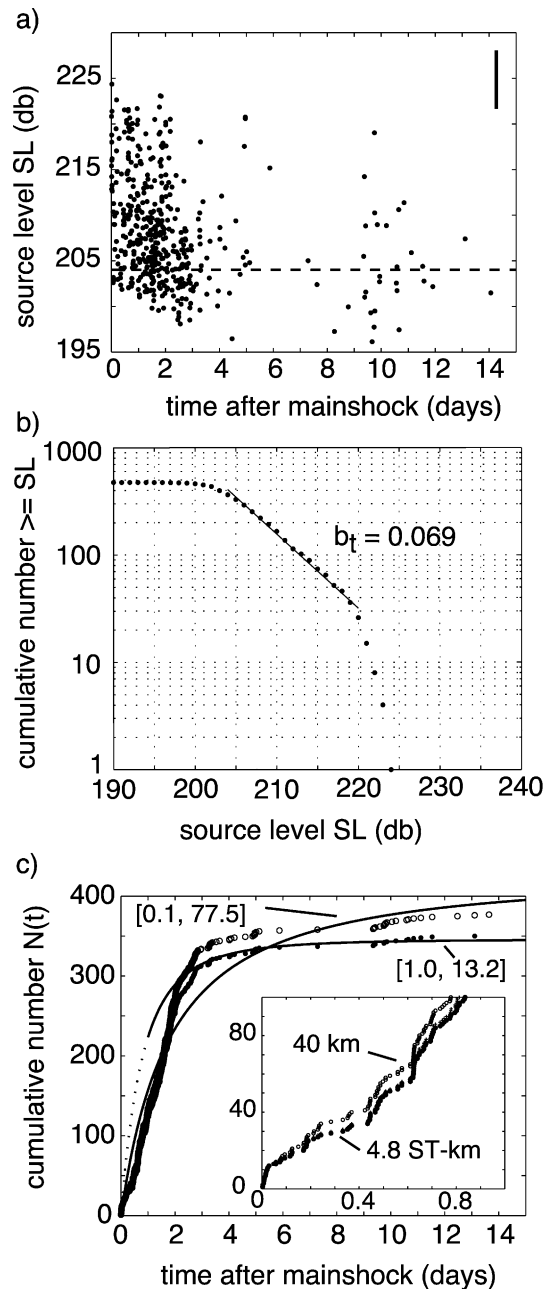 a)
source level SL (db)
225
215
205
195
0 2 4 6 8 10 12 14
time after mainshock (days)
b)
cumulative number >= SL
1000
100
10
1
b_t = 0.069
190 200 210 220 230 240
source level SL (db)
c)
cumulative number N(t)
400
300
200
100
0
[0.1, 77.5]
[1.0, 13.2]
80
40
0
40 km
4.8 ST-km
0 0.4 0.8
0 2 4 6 8 10 12 14
time after mainshock (days)